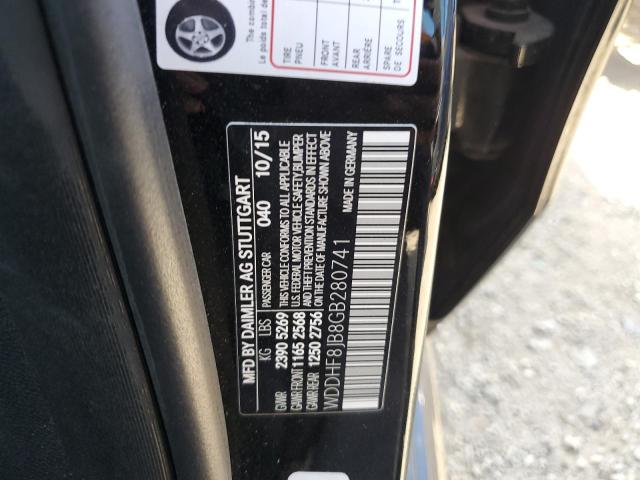 The combi
Le poids total de
TIRE
PNEU
FRONT
AVANT
REAR
ARRIÈRE
SPARE
DE SECOURS
MFD BY DAIMLER AG STUTTGART
KG LBS PASSENGER CAR 040 10/15
GVWR 2390 5269 THIS VEHICLE CONFORMS TO ALL APPLICABLE
GAWR FRONT 1165 2568 U.S. FEDERAL MOTOR VEHICLE SAFETY, BUMPER
GAWR REAR 1250 2756 AND THEFT PREVENTION STANDARDS IN EFFECT
ON THE DATE OF MANUFACTURE SHOWN ABOVE
WDDHF8JB8GB280741 MADE IN GERMANY